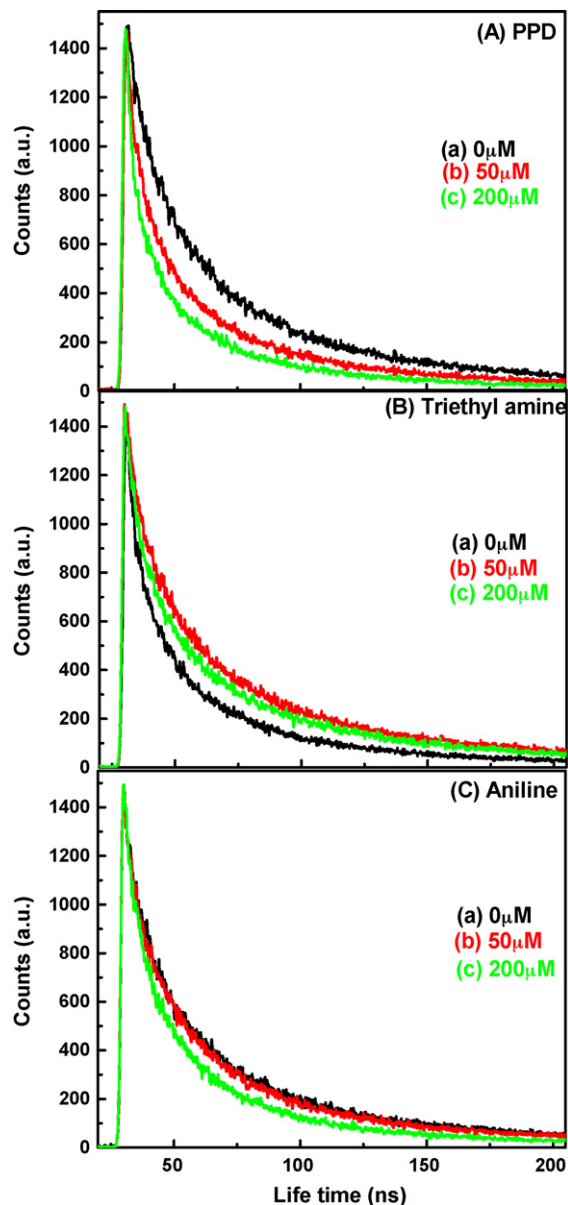 (A) PPD
1400
1200
1000
800
600
400
200
0
Counts (a.u.)
(a) 0μM
(b) 50μM
(c) 200μM
(B) Triethyl amine
1400
1200
1000
800
600
400
200
0
Counts (a.u.)
(a) 0μM
(b) 50μM
(c) 200μM
(C) Aniline
1400
1200
1000
800
600
400
200
0
Counts (a.u.)
(a) 0μM
(b) 50μM
(c) 200μM
50 100 150 200
Life time (ns)